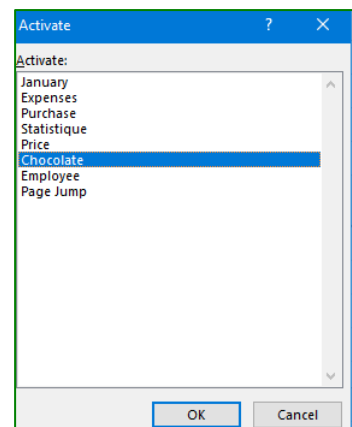 Activate ? ×
Activate:
January
Expenses
Purchase
Statistique
Price
Chocolate
Employee
Page Jump
OK Cancel